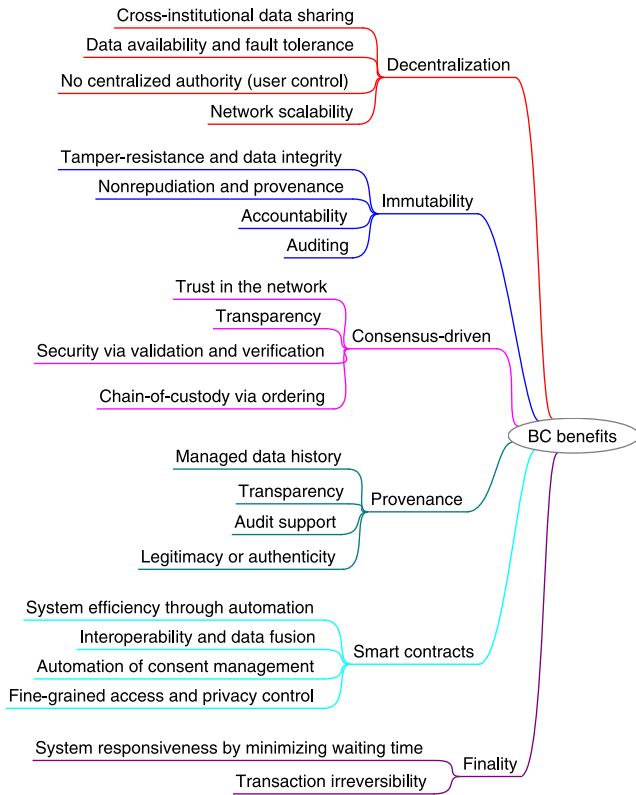 Cross-institutional data sharing
Data availability and fault tolerance
No centralized authority (user control)
Network scalability
Decentralization
Tamper-resistance and data integrity
Nonrepudiation and provenance
Accountability
Auditing
Immutability
Trust in the network
Transparency
Security via validation and verification
Chain-of-custody via ordering
Consensus-driven
BC benefits
Managed data history
Transparency
Audit support
Legitimacy or authenticity
Provenance
System efficiency through automation
Interoperability and data fusion
Automation of consent management
Fine-grained access and privacy control
Smart contracts
System responsiveness by minimizing waiting time
Transaction irreversibility
Finality